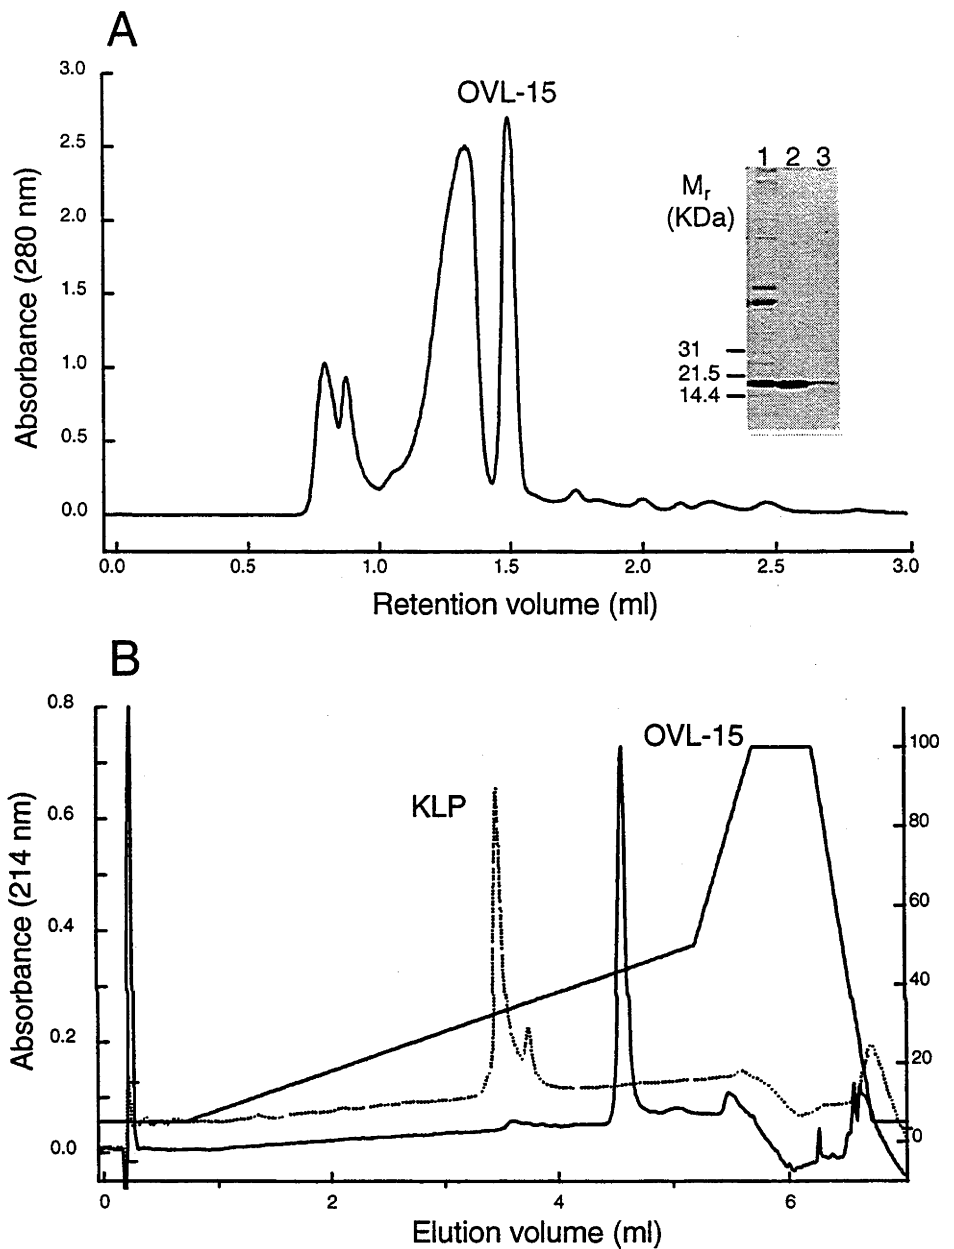 A
OVL-15
3.0
2.5
2.0
1.5
1.0
0.5
0.0
Absorbance (280 nm)
1 2 3
Mr
(KDa)
31
21.5
14.4
0.0 0.5 1.0 1.5 2.0 2.5 3.0
Retention volume (ml)
B
OVL-15
KLP
0.8
0.6
0.4
0.2
0.0
Absorbance (214 nm)
100
80
60
40
20
0
0 2 4 6
Elution volume (ml)